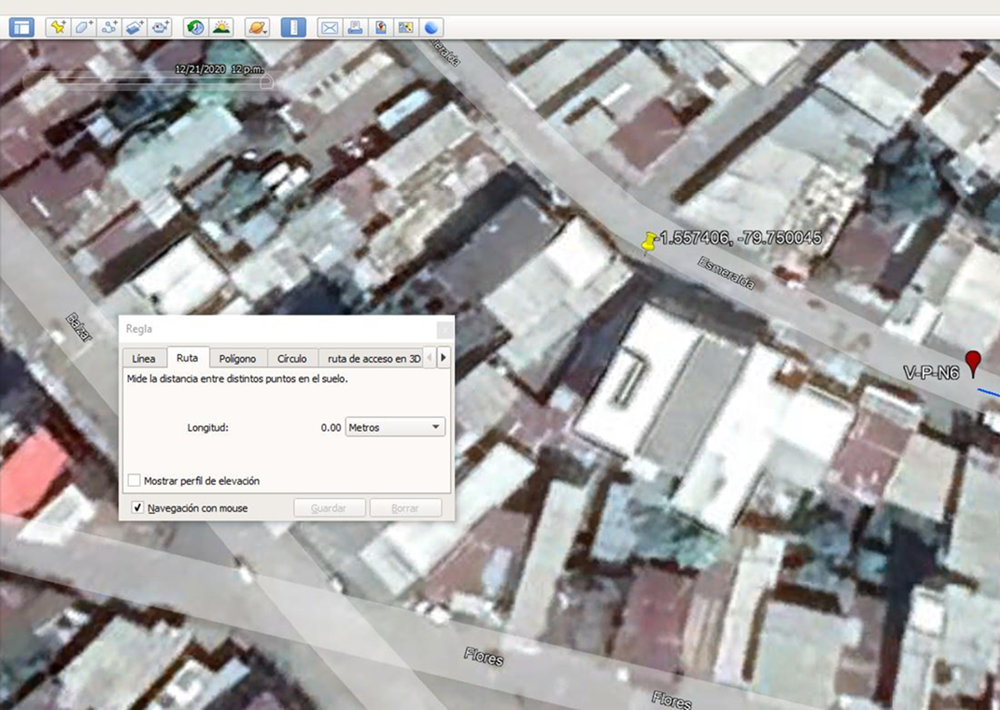 eralda
12/21/2020 12 p.m.
-1.557406, -79.750045
Esmeralda
Balzar
V-P-N6
Regla
Línea
Ruta
Polígono
Círculo
ruta de acceso en 3D
Mide la distancia entre distintos puntos en el suelo.
Longitud:
0.00 Metros
Mostrar perfil de elevación
Navegación con mouse
Guardar
Borrar
Flores
Flores